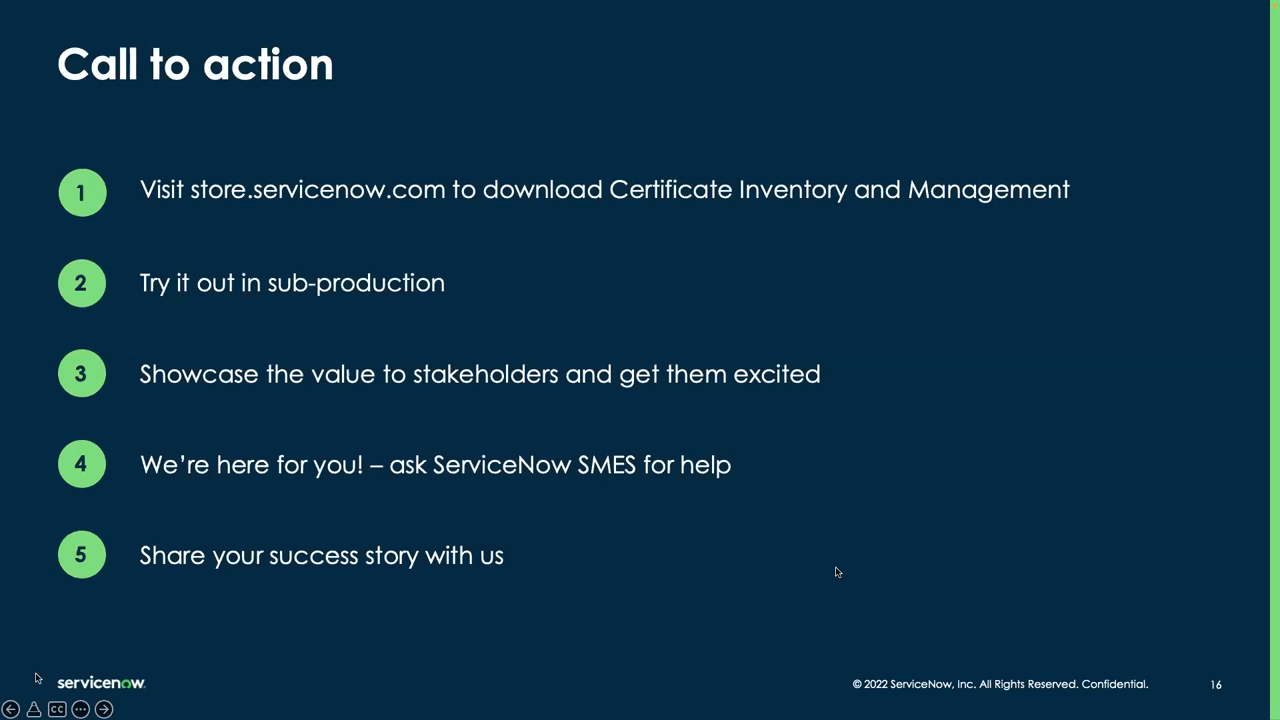 Call to action
1
Visit store.servicenow.com to download Certificate Inventory and Management
2
Try it out in sub-production
3
Showcase the value to stakeholders and get them excited
4
We're here for you! – ask ServiceNow SMES for help
5
Share your success story with us
servicenow.
© 2022 ServiceNow, Inc. All Rights Reserved. Confidential.
16
CC